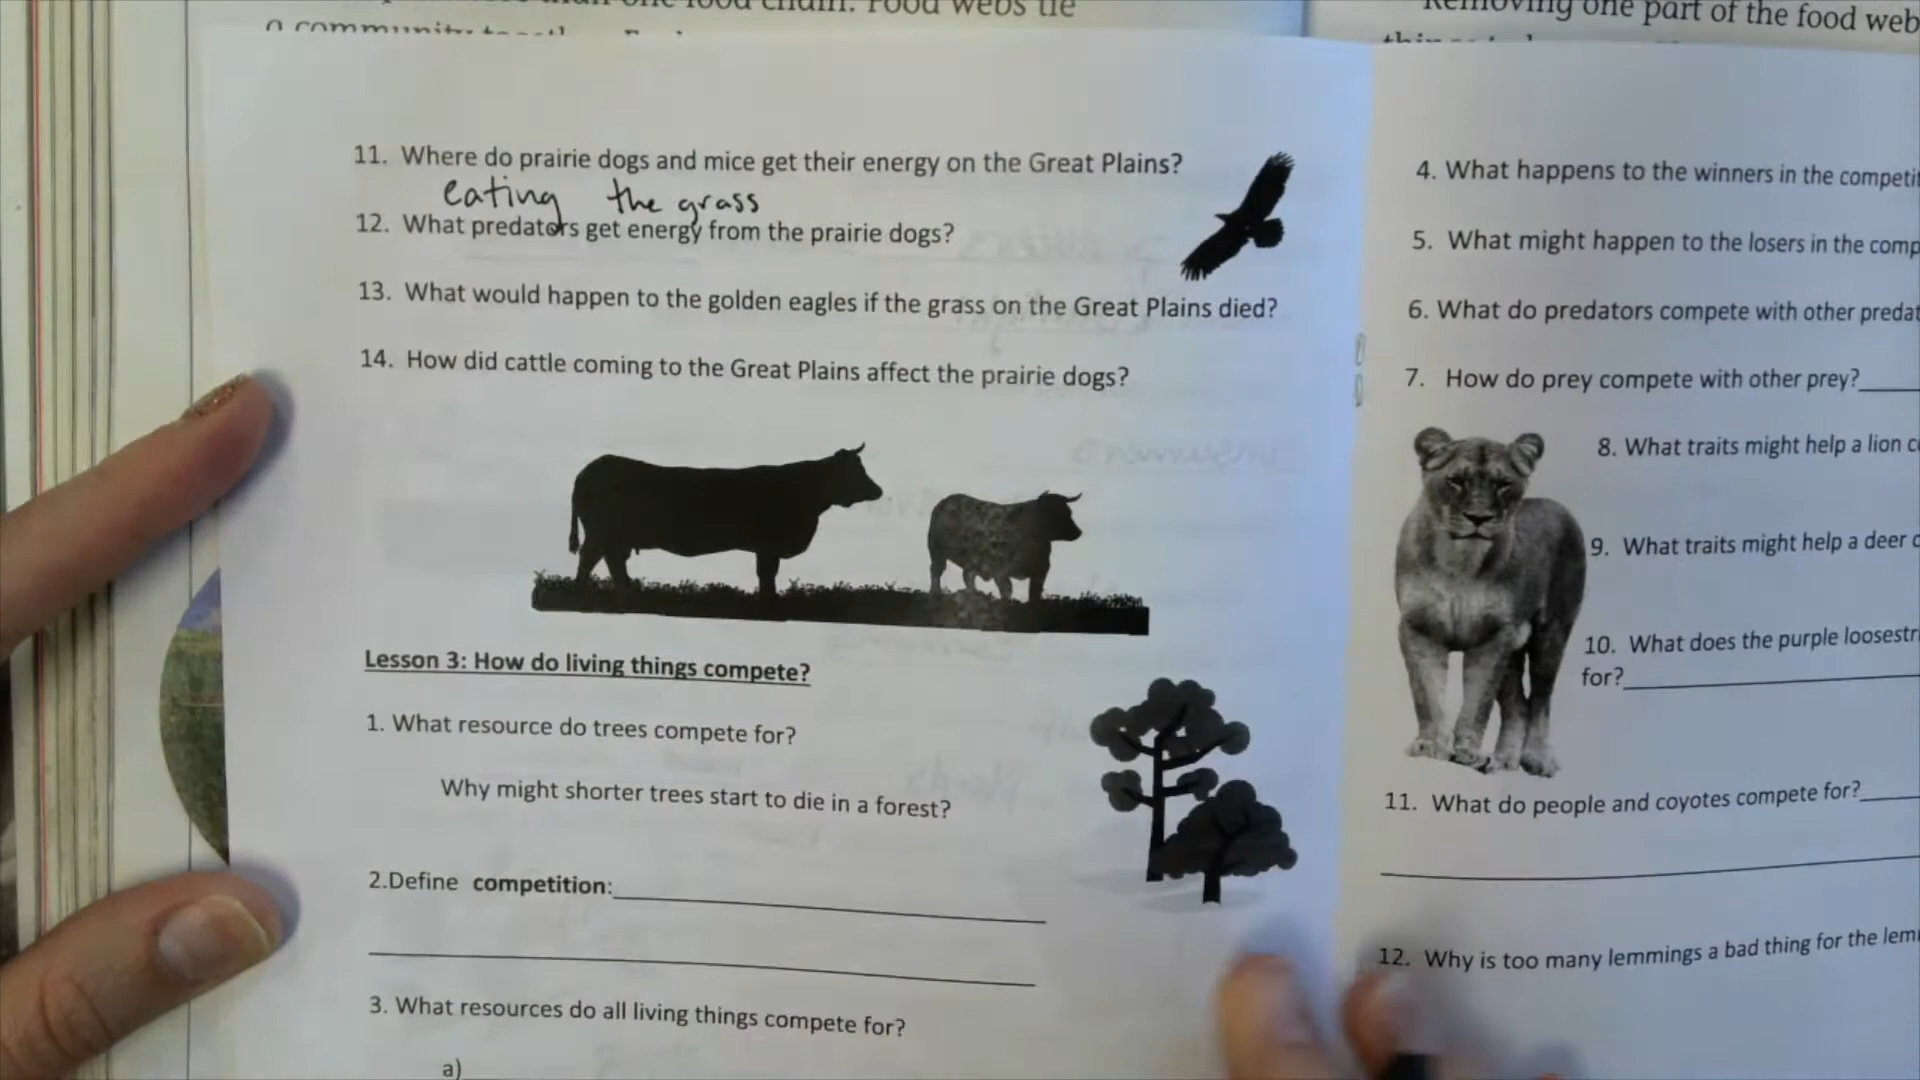 than one food chain. Food webs tie
a community
Removing one part of the food web
11. Where do prairie dogs and mice get their energy on the Great Plains?
eating the grass
12. What predators get energy from the prairie dogs?
13. What would happen to the golden eagles if the grass on the Great Plains died?
14. How did cattle coming to the Great Plains affect the prairie dogs?
Lesson 3: How do living things compete?
1. What resource do trees compete for?
Why might shorter trees start to die in a forest?
2.Define competition:
3. What resources do all living things compete for?
a)
4. What happens to the winners in the competi
5. What might happen to the losers in the comp
6. What do predators compete with other predat
7. How do prey compete with other prey?
8. What traits might help a lion c
9. What traits might help a deer
10. What does the purple loosestr
for?
11. What do people and coyotes compete for?
12. Why is too many lemmings a bad thing for the lem